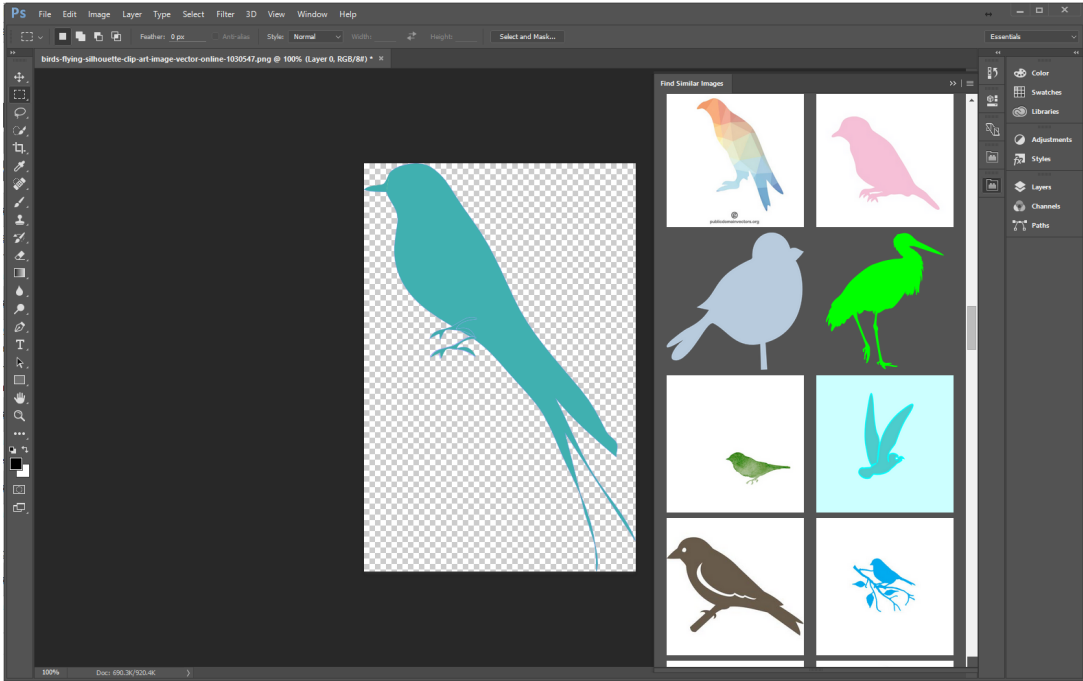 Ps File Edit Image Layer Type Select Filter 3D View Window Help
Feather: 0 px Anti-alias Style: Normal Width: Height: Select and Mask... Essentials
birds-flying-silhouette-clip-art-image-vector-online-1030547.png @ 100% (Layer 0, RGB/8#) * ×
Find Similar Images
publicdomainvectors.org
Color
Swatches
Libraries
Adjustments
Styles
Layers
Channels
Paths
100% Doc: 690.3K/920.4K